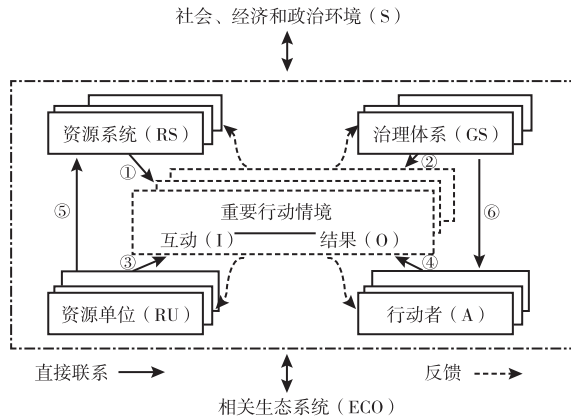 社会、经济和政治环境（S）
资源系统（RS）
治理体系（GS）
①
②
重要行动情境
⑤
⑥
互动（I）
结果（O）
③
④
资源单位（RU）
行动者（A）
直接联系
反馈
相关生态系统（ECO）